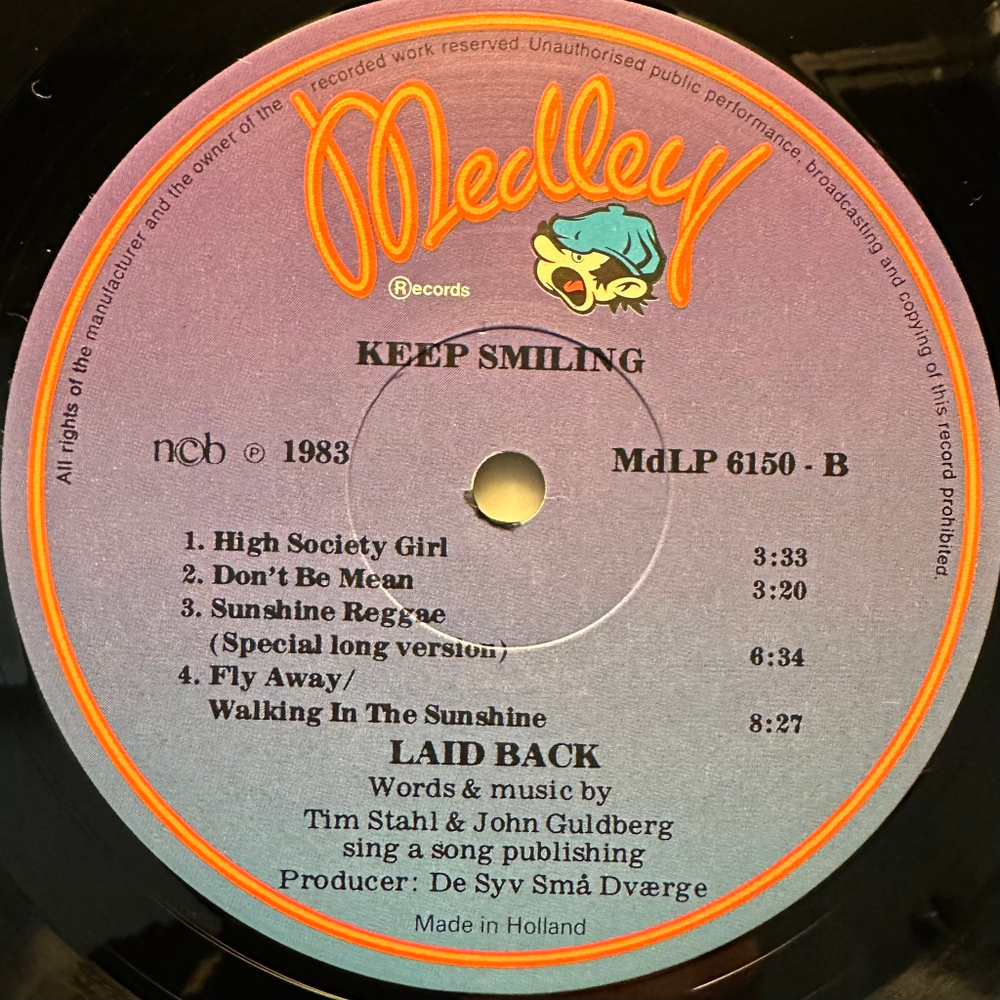 All rights of the manufacturer and the owner of the recorded work reserved. Unauthorised public performance, broadcasting and copying of this record prohibited.
Medley
Ⓡecords
KEEP SMILING
n©b ℗ 1983 MdLP 6150 - B
1. High Society Girl 3:33
2. Don't Be Mean 3:20
3. Sunshine Reggae
(Special long version) 6:34
4. Fly Away/
Walking In The Sunshine 8:27
LAID BACK
Words & music by
Tim Stahl & John Guldberg
sing a song publishing
Producer: De Syv Små Dværge
Made in Holland